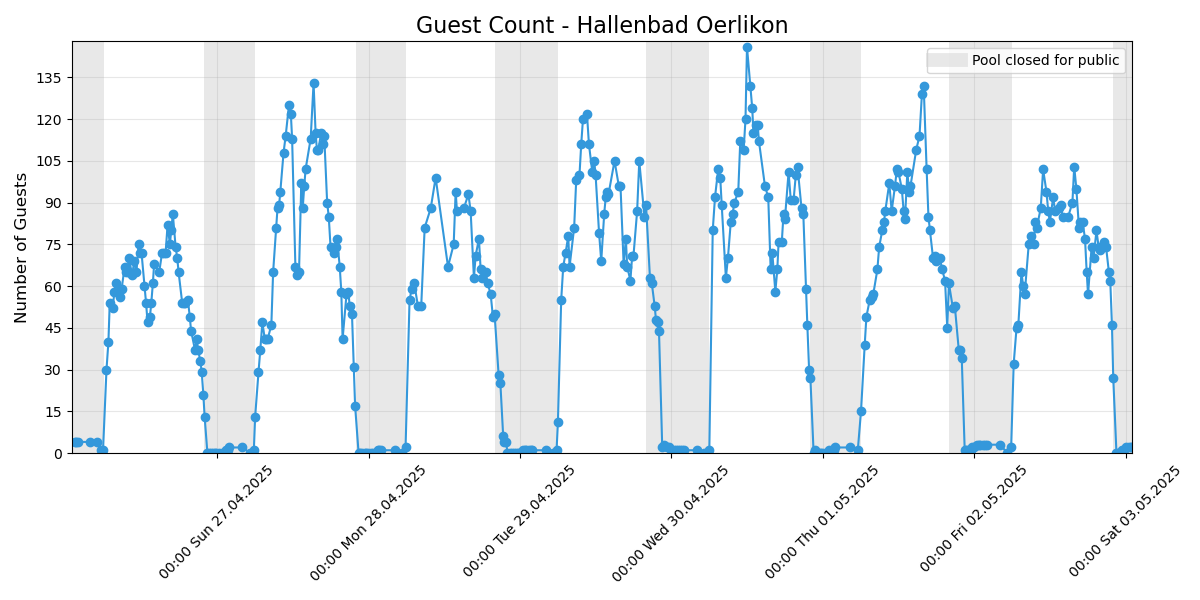 Guest Count - Hallenbad Oerlikon
Pool closed for public
Number of Guests
135
120
105
90
75
60
45
30
15
0
00:00 Sun 27.04.2025
00:00 Mon 28.04.2025
00:00 Tue 29.04.2025
00:00 Wed 30.04.2025
00:00 Thu 01.05.2025
00:00 Fri 02.05.2025
00:00 Sat 03.05.2025